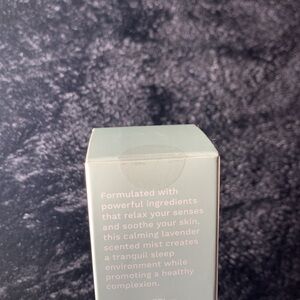 Formulated with
powerful ingredients
that relax your senses
and soothe your skin,
this calming lavender
scented mist creates
a tranquil sleep
environment while
promoting a healthy
complexion.